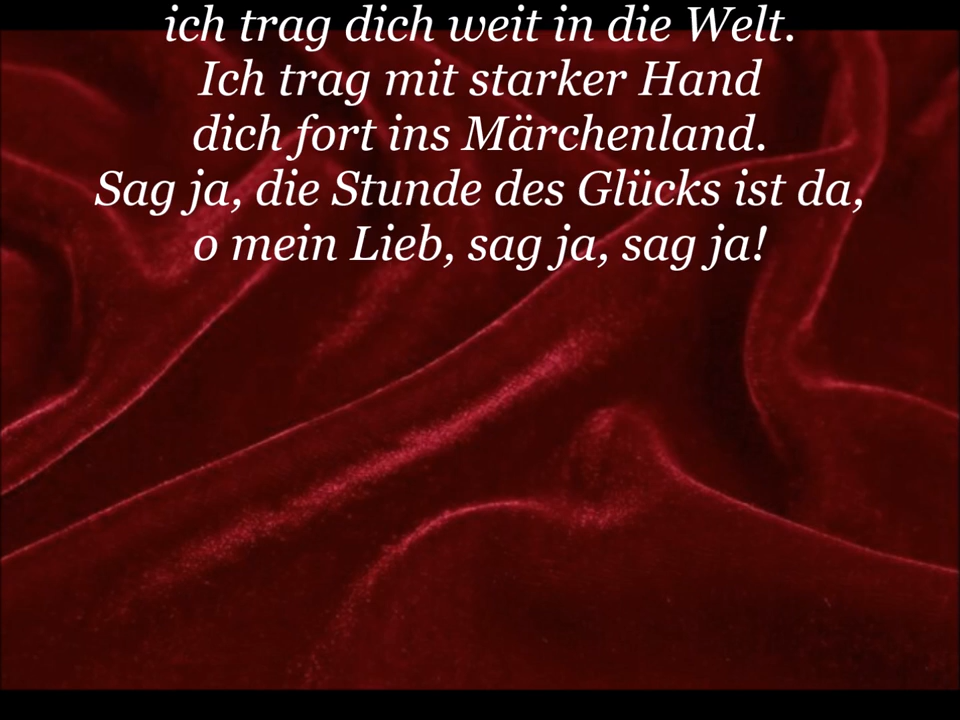 ich trag dich weit in die Welt.
Ich trag mit starker Hand
dich fort ins Märchenland.
Sag ja, die Stunde des Glücks ist da,
o mein Lieb, sag ja, sag ja!